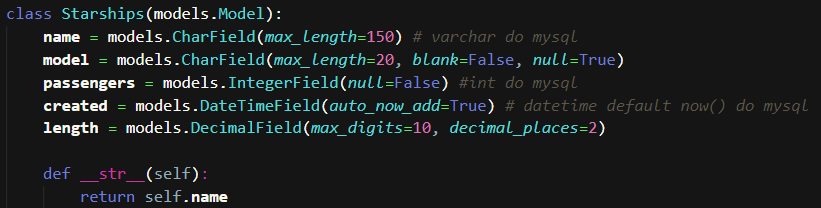 class Starships(models.Model):
    name = models.CharField(max_length=150) # varchar do mysql
    model = models.CharField(max_length=20, blank=False, null=True)
    passengers = models.IntegerField(null=False) #int do mysql
    created = models.DateTimeField(auto_now_add=True) # datetime default now() do mysql
    length = models.DecimalField(max_digits=10, decimal_places=2)
    def __str__(self):
        return self.name